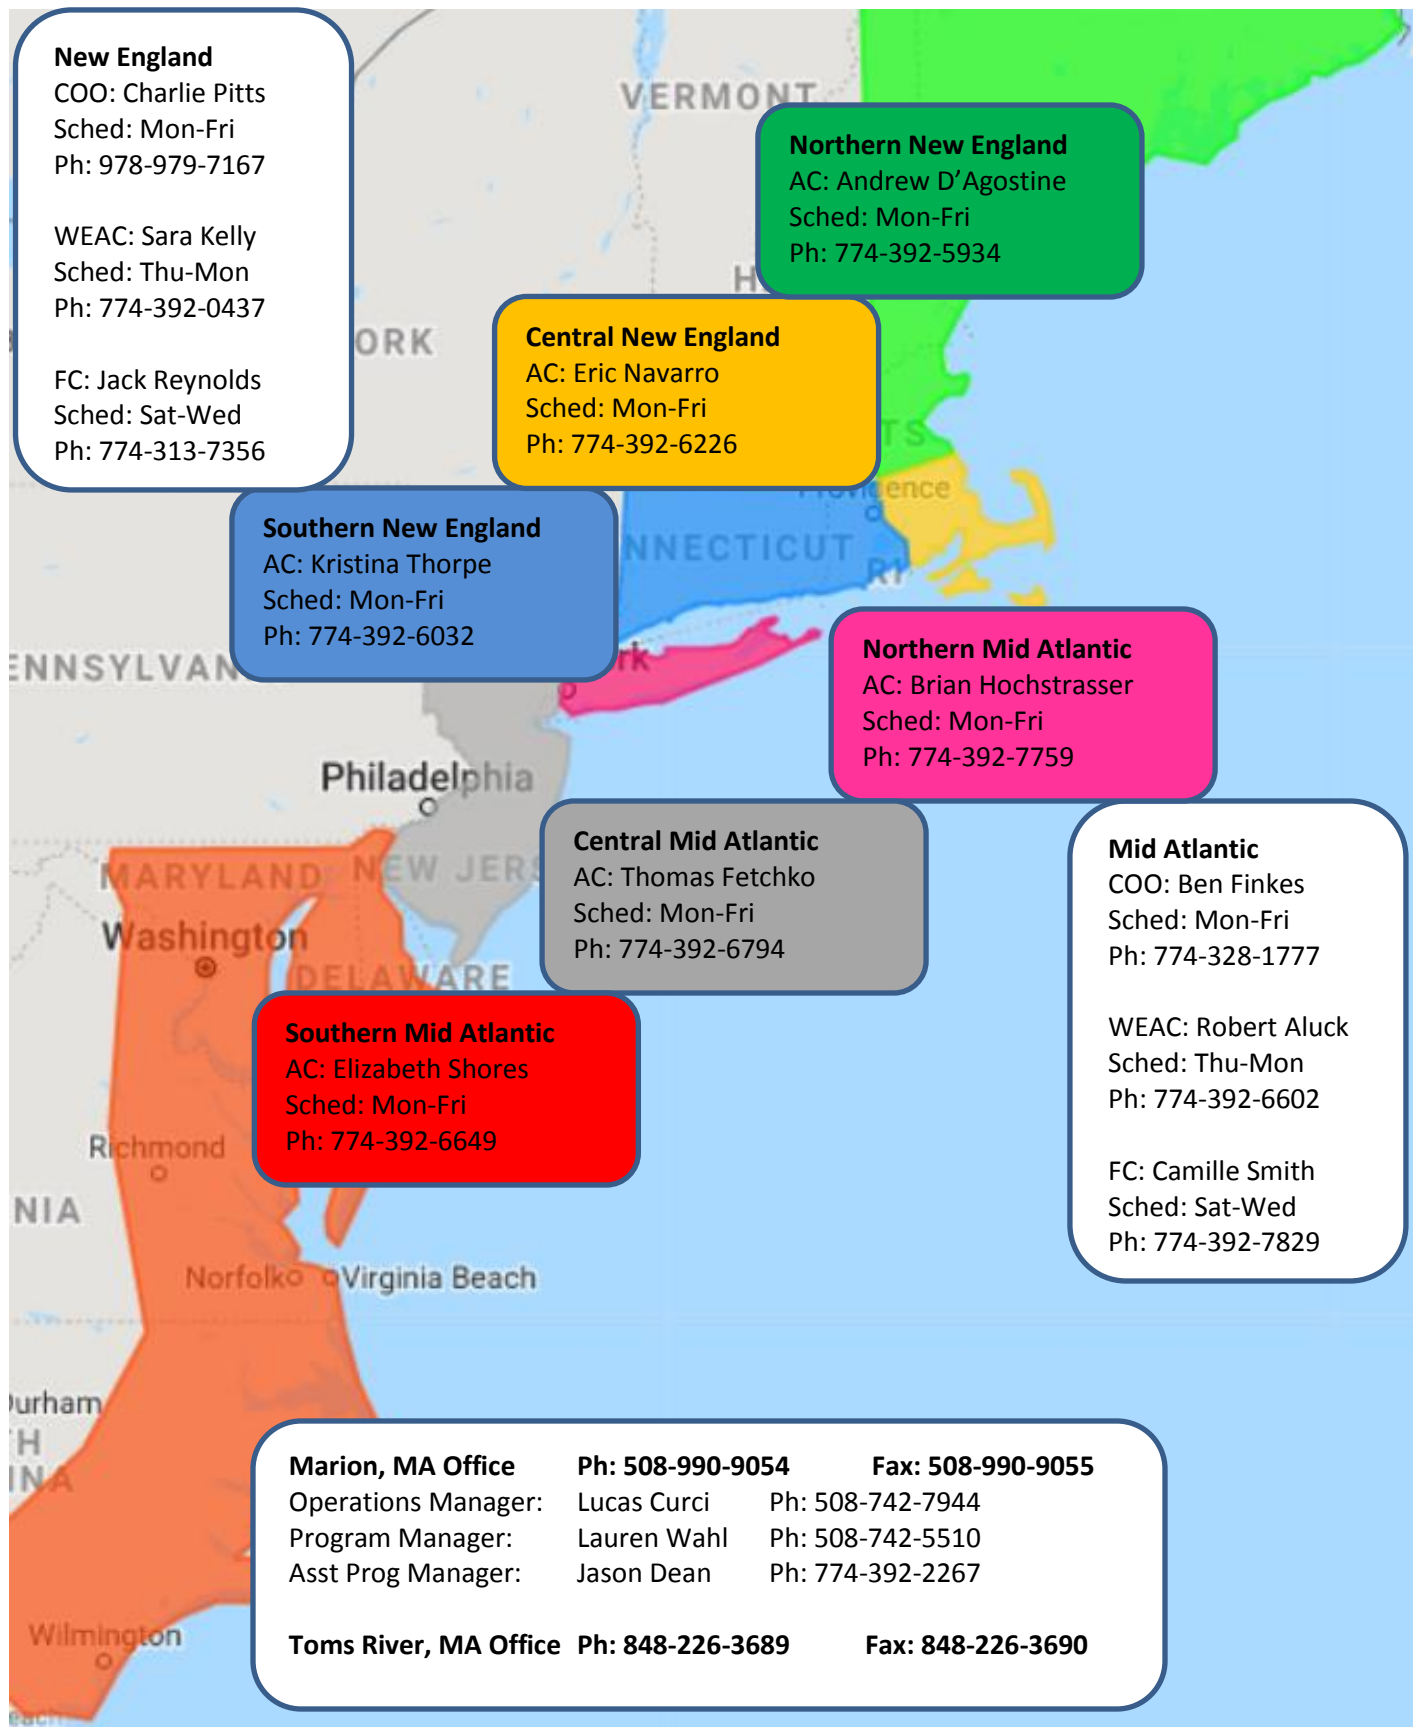 New England
COO: Charlie Pitts
Sched: Mon-Fri
Ph: 978-979-7167
WEAC: Sara Kelly
Sched: Thu-Mon
Ph: 774-392-0437
FC: Jack Reynolds
Sched: Sat-Wed
Ph: 774-313-7356
VERMONT
Northern New England
AC: Andrew D’Agostine
Sched: Mon-Fri
Ph: 774-392-5934
H
ORK
Central New England
AC: Eric Navarro
Sched: Mon-Fri
Ph: 774-392-6226
TS
Providence
Southern New England
AC: Kristina Thorpe
Sched: Mon-Fri
Ph: 774-392-6032
NNECTICUT
RI
ENNSYLVAN
rk
Northern Mid Atlantic
AC: Brian Hochstrasser
Sched: Mon-Fri
Ph: 774-392-7759
Philadelphia
Central Mid Atlantic
AC: Thomas Fetchko
Sched: Mon-Fri
Ph: 774-392-6794
Mid Atlantic
COO: Ben Finkes
Sched: Mon-Fri
Ph: 774-328-1777
WEAC: Robert Aluck
Sched: Thu-Mon
Ph: 774-392-6602
FC: Camille Smith
Sched: Sat-Wed
Ph: 774-392-7829
MARYLAND
NEW JERS
Washington
DELAWARE
Southern Mid Atlantic
AC: Elizabeth Shores
Sched: Mon-Fri
Ph: 774-392-6649
Richmond
NIA
Norfolk
Virginia Beach
urham
H
INA
Wilmington
each
Marion, MA Office Ph: 508-990-9054 Fax: 508-990-9055
Operations Manager: Lucas Curci Ph: 508-742-7944
Program Manager: Lauren Wahl Ph: 508-742-5510
Asst Prog Manager: Jason Dean Ph: 774-392-2267
Toms River, MA Office Ph: 848-226-3689 Fax: 848-226-3690